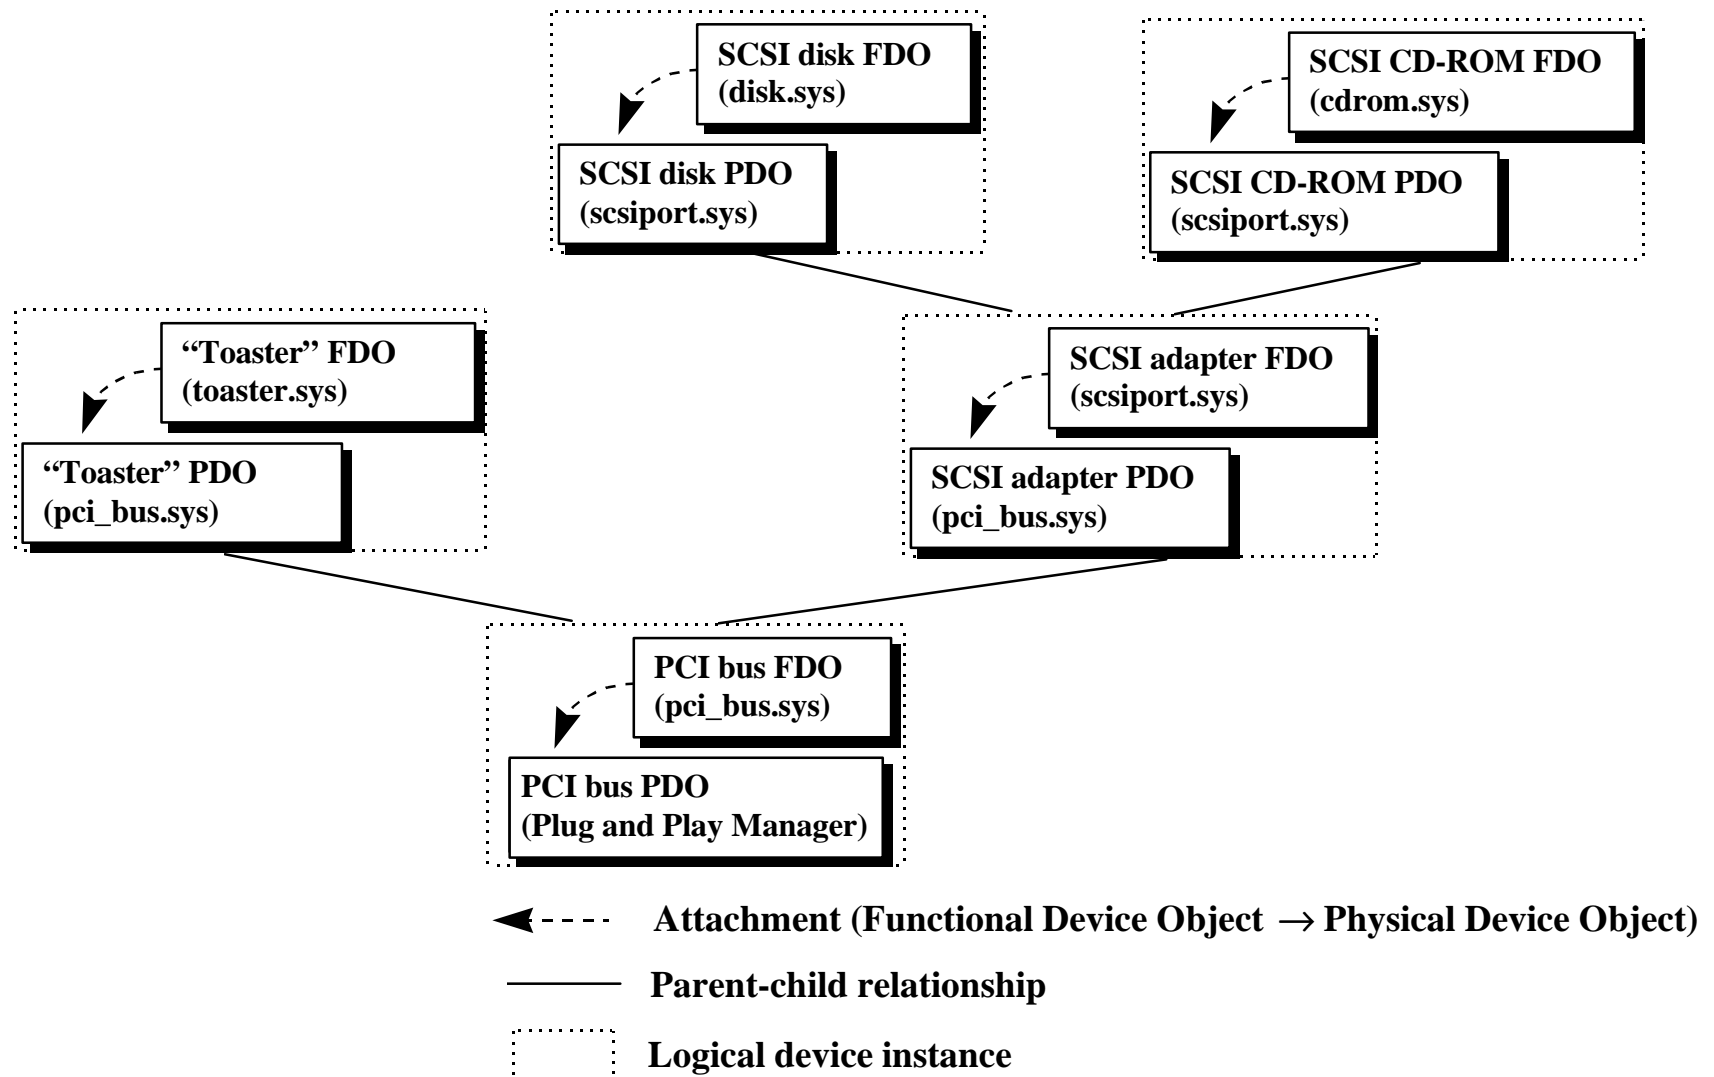 SCSI disk FDO
(disk.sys)
SCSI disk PDO
(scsiport.sys)
SCSI CD-ROM FDO
(cdrom.sys)
SCSI CD-ROM PDO
(scsiport.sys)
“Toaster” FDO
(toaster.sys)
“Toaster” PDO
(pci_bus.sys)
SCSI adapter FDO
(scsiport.sys)
SCSI adapter PDO
(pci_bus.sys)
PCI bus FDO
(pci_bus.sys)
PCI bus PDO
(Plug and Play Manager)
Attachment (Functional Device Object → Physical Device Object)
Parent-child relationship
Logical device instance